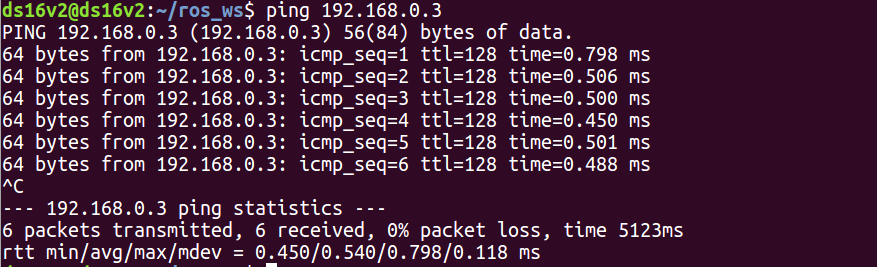 ds16v2@ds16v2:~/ros_ws$ ping 192.168.0.3
PING 192.168.0.3 (192.168.0.3) 56(84) bytes of data.
64 bytes from 192.168.0.3: icmp_seq=1 ttl=128 time=0.798 ms
64 bytes from 192.168.0.3: icmp_seq=2 ttl=128 time=0.506 ms
64 bytes from 192.168.0.3: icmp_seq=3 ttl=128 time=0.500 ms
64 bytes from 192.168.0.3: icmp_seq=4 ttl=128 time=0.450 ms
64 bytes from 192.168.0.3: icmp_seq=5 ttl=128 time=0.501 ms
64 bytes from 192.168.0.3: icmp_seq=6 ttl=128 time=0.488 ms
^C
--- 192.168.0.3 ping statistics ---
6 packets transmitted, 6 received, 0% packet loss, time 5123ms
rtt min/avg/max/mdev = 0.450/0.540/0.798/0.118 ms